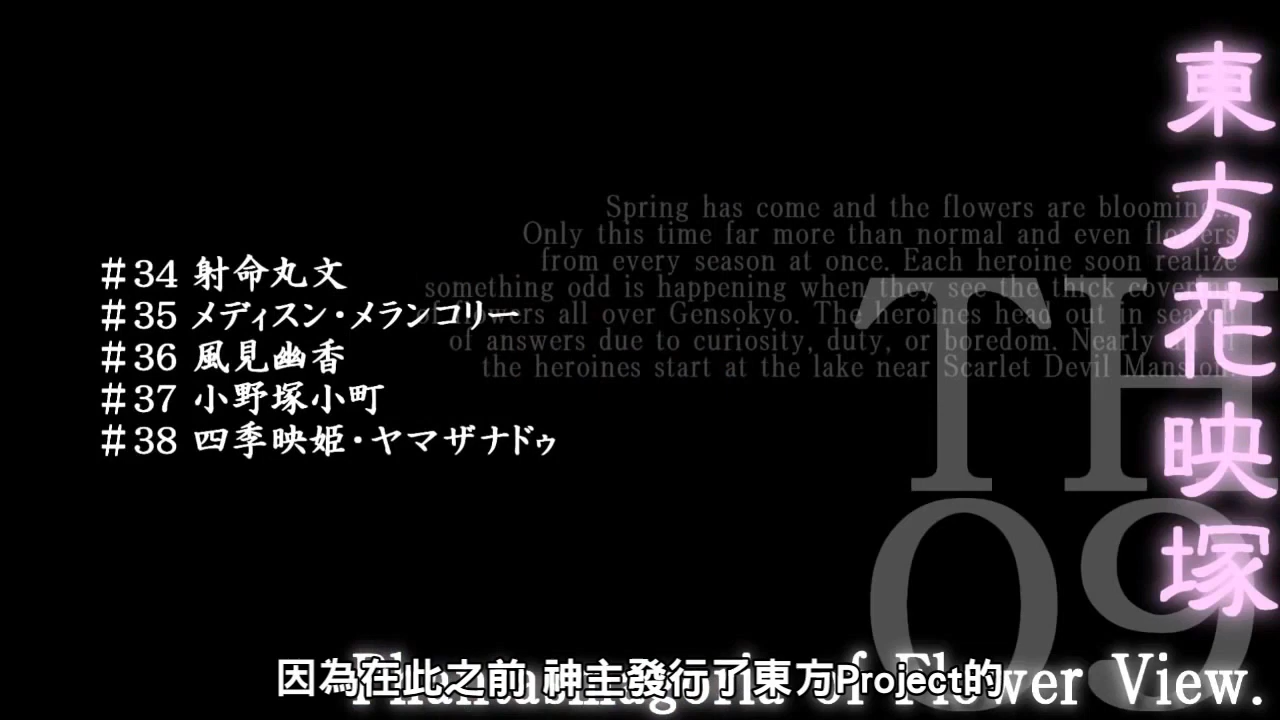 東方花映塚
Spring has come and the flowers are blooming...
Only this time far more than normal and even flowers
from every season at once. Each heroine soon realize
something odd is happening when they see the thick
of flowers all over Gensokyo. The heroines head out in search
of answers due to curiosity, duty, or boredom. Nearly
the heroines start at the lake near Scarlet Devil Mansion.
#34 射命丸文
#35 メディスン・メランコリー
#36 風見幽香
#37 小野塚小町
#38 四季映姫・ヤマザナドゥ
TH
09
Phantasmagoria of Flower View.
因為在此之前 神主發行了東方Project的